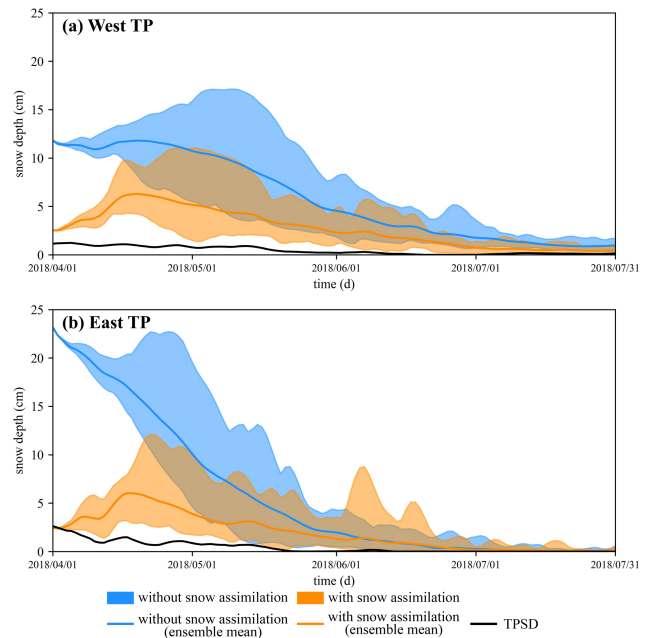 (a) West TP
25
20
15
10
5
0
snow depth (cm)
2018/04/01 2018/05/01 2018/06/01 2018/07/01 2018/07/31
time (d)
(b) East TP
25
20
15
10
5
0
snow depth (cm)
2018/04/01 2018/05/01 2018/06/01 2018/07/01 2018/07/31
time (d)
without snow assimilation with snow assimilation
without snow assimilation with snow assimilation TPSD
(ensemble mean) (ensemble mean)